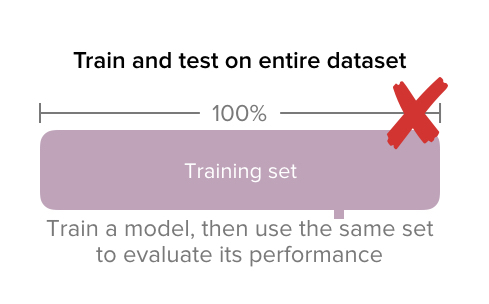 Train and test on entire dataset
100%
Training set
Train a model, then use the same set
to evaluate its performance